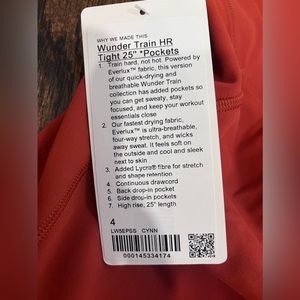 WHY WE MADE THIS
Wunder Train HR
Tight 25" *Pockets
1. Train hard, not hot. Powered by
Everlux™ fabric, this version
of our quick-drying and
breathable Wunder Train
collection has added pockets so
you can get sweaty, stay
focused, and keep your workout
essentials close
2. Our fastest drying fabric,
Everlux™ is ultra-breathable,
four-way stretch, and wicks
away sweat. It feels soft on
the outside and cool and sleek
next to skin
3. Added Lycra® fibre for stretch
and shape retention
4. Continuous drawcord
5. Back drop-in pocket
6. Side drop-in pockets
7. High rise, 25" length
4
LW5EPSS CYNN
000145334174